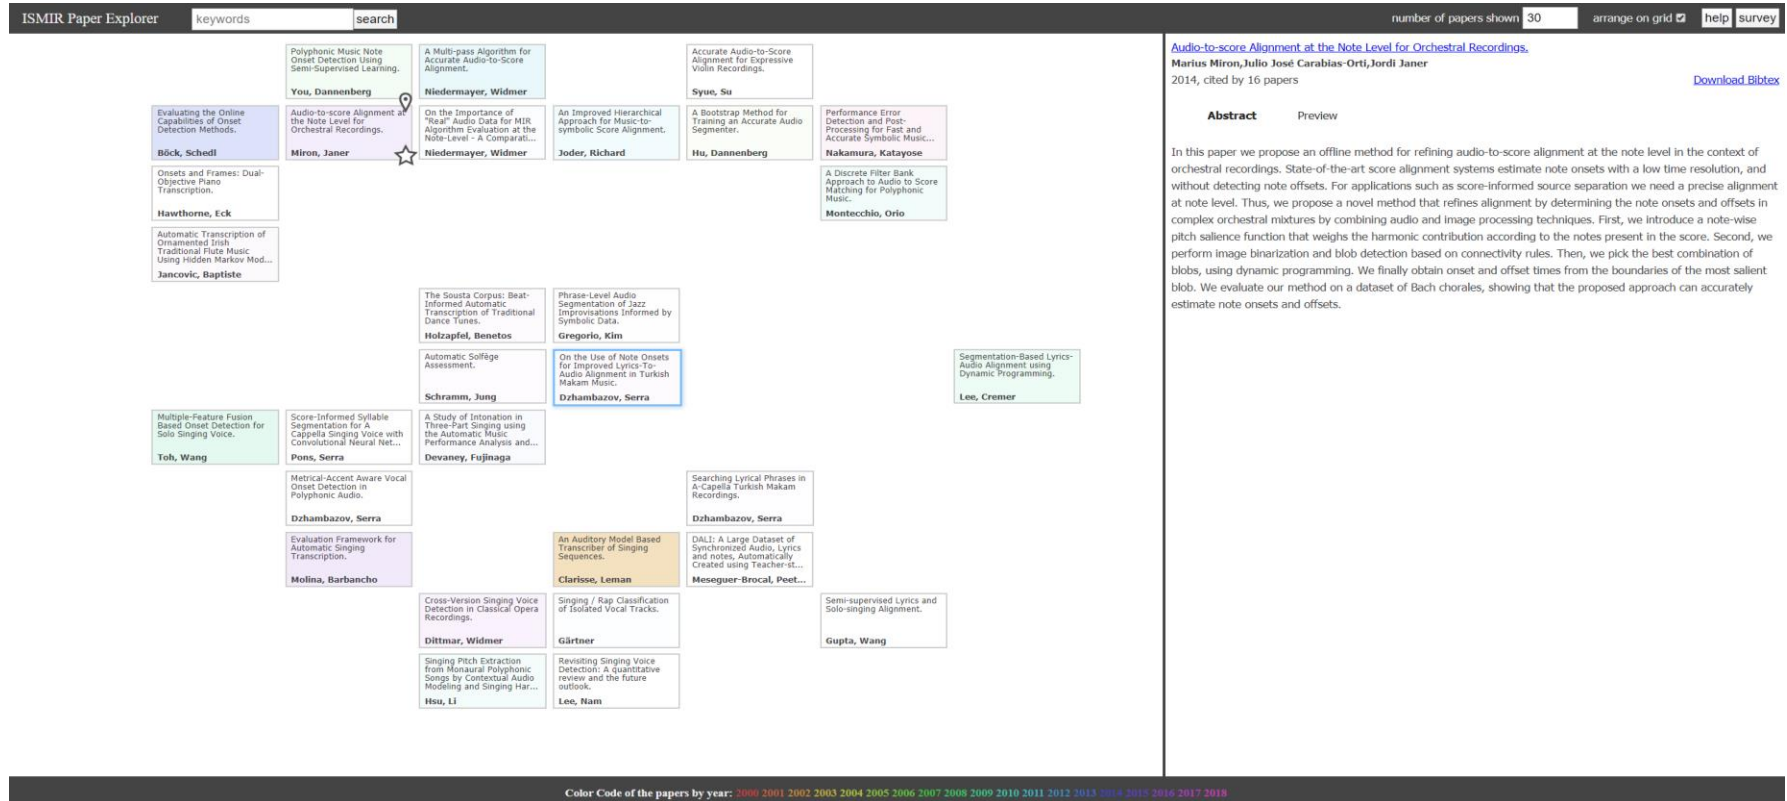 ISMIR Paper Explorer
keywords
search
number of papers shown 30
arrange on grid
help
survey
Polyphonic Music Note
Onset Detection Using
Semi-Supervised Learning.
You, Dannenberg
A Multi-pass Algorithm for
Accurate Audio-to-Score
Alignment.
Niedermayer, Widmer
Accurate Audio-to-Score
Alignment for Expressive
Violin Recordings.
Syue, Su
Evaluating the Online
Capabilities of Onset
Detection Methods.
Böck, Schedl
Audio-to-score Alignment at
the Note Level for
Orchestral Recordings.
Miron, Janer
On the Importance of
"Real" Audio Data for MIR
Algorithm Evaluation at the
Note-Level - A Comparati...
Niedermayer, Widmer
An Improved Hierarchical
Approach for Music-to-
symbolic Score Alignment.
Joder, Richard
A Bootstrap Method for
Training an Accurate Audio
Segmenter.
Hu, Dannenberg
Performance Error
Detection and Post-
Processing for Fast and
Accurate Symbolic Music...
Nakamura, Katayose
Onsets and Frames: Dual-
Objective Piano
Transcription.
Hawthorne, Eck
A Discrete Filter Bank
Approach to Audio to Score
Matching for Polyphonic
Music.
Montecchio, Orio
Automatic Transcription of
Ornamented Irish
Traditional Flute Music
Using Hidden Markov Mod...
Jancovic, Baptiste
The Sousta Corpus: Beat-
Informed Automatic
Transcription of Traditional
Dance Tunes.
Holzapfel, Benetos
Phrase-Level Audio
Segmentation of Jazz
Improvisations Informed by
Symbolic Data.
Gregorio, Kim
Automatic Solfège
Assessment.
Schramm, Jung
On the Use of Note Onsets
for Improved Lyrics-To-
Audio Alignment in Turkish
Makam Music.
Dzhambazov, Serra
Segmentation-Based Lyrics-
Audio Alignment using
Dynamic Programming.
Lee, Cremer
Multiple-Feature Fusion
Based Onset Detection for
Solo Singing Voice.
Toh, Wang
Score-Informed Syllable
Segmentation for A
Cappella Singing Voice with
Convolutional Neural Net...
Pons, Serra
A Study of Intonation in
Three-Part Singing using
the Automatic Music
Performance Analysis and...
Devaney, Fujinaga
Metrical-Accent Aware Vocal
Onset Detection in
Polyphonic Audio.
Dzhambazov, Serra
Searching Lyrical Phrases in
A-Capella Turkish Makam
Recordings.
Dzhambazov, Serra
Evaluation Framework for
Automatic Singing
Transcription.
Molina, Barbancho
An Auditory Model Based
Transcriber of Singing
Sequences.
Clarisse, Leman
DALI: A Large Dataset of
Synchronized Audio, Lyrics
and notes, Automatically
Created using Teacher-st...
Meseguer-Brocal, Peet...
Cross-Version Singing Voice
Detection in Classical Opera
Recordings.
Dittmar, Widmer
Singing / Rap Classification
of Isolated Vocal Tracks.
Gärtner
Semi-supervised Lyrics and
Solo-singing Alignment.
Gupta, Wang
Singing Pitch Extraction
from Monaural Polyphonic
Songs by Contextual Audio
Modeling and Singing Har...
Hsu, Li
Revisiting Singing Voice
Detection: A quantitative
review and the future
outlook.
Lee, Nam
Audio-to-score Alignment at the Note Level for Orchestral Recordings.
Marius Miron,Julio José Carabias-Orti,Jordi Janer
2014, cited by 16 papers
Download Bibtex
Abstract
Preview
In this paper we propose an offline method for refining audio-to-score alignment at the note level in the context of
orchestral recordings. State-of-the-art score alignment systems estimate note onsets with a low time resolution, and
without detecting note offsets. For applications such as score-informed source separation we need a precise alignment
at note level. Thus, we propose a novel method that refines alignment by determining the note onsets and offsets in
complex orchestral mixtures by combining audio and image processing techniques. First, we introduce a note-wise
pitch salience function that weighs the harmonic contribution according to the notes present in the score. Second, we
perform image binarization and blob detection based on connectivity rules. Then, we pick the best combination of
blobs, using dynamic programming. We finally obtain onset and offset times from the boundaries of the most salient
blob. We evaluate our method on a dataset of Bach chorales, showing that the proposed approach can accurately
estimate note onsets and offsets.
Color Code of the papers by year: 2000 2001 2002 2003 2004 2005 2006 2007 2008 2009 2010 2011 2012 2013 2014 2015 2016 2017 2018